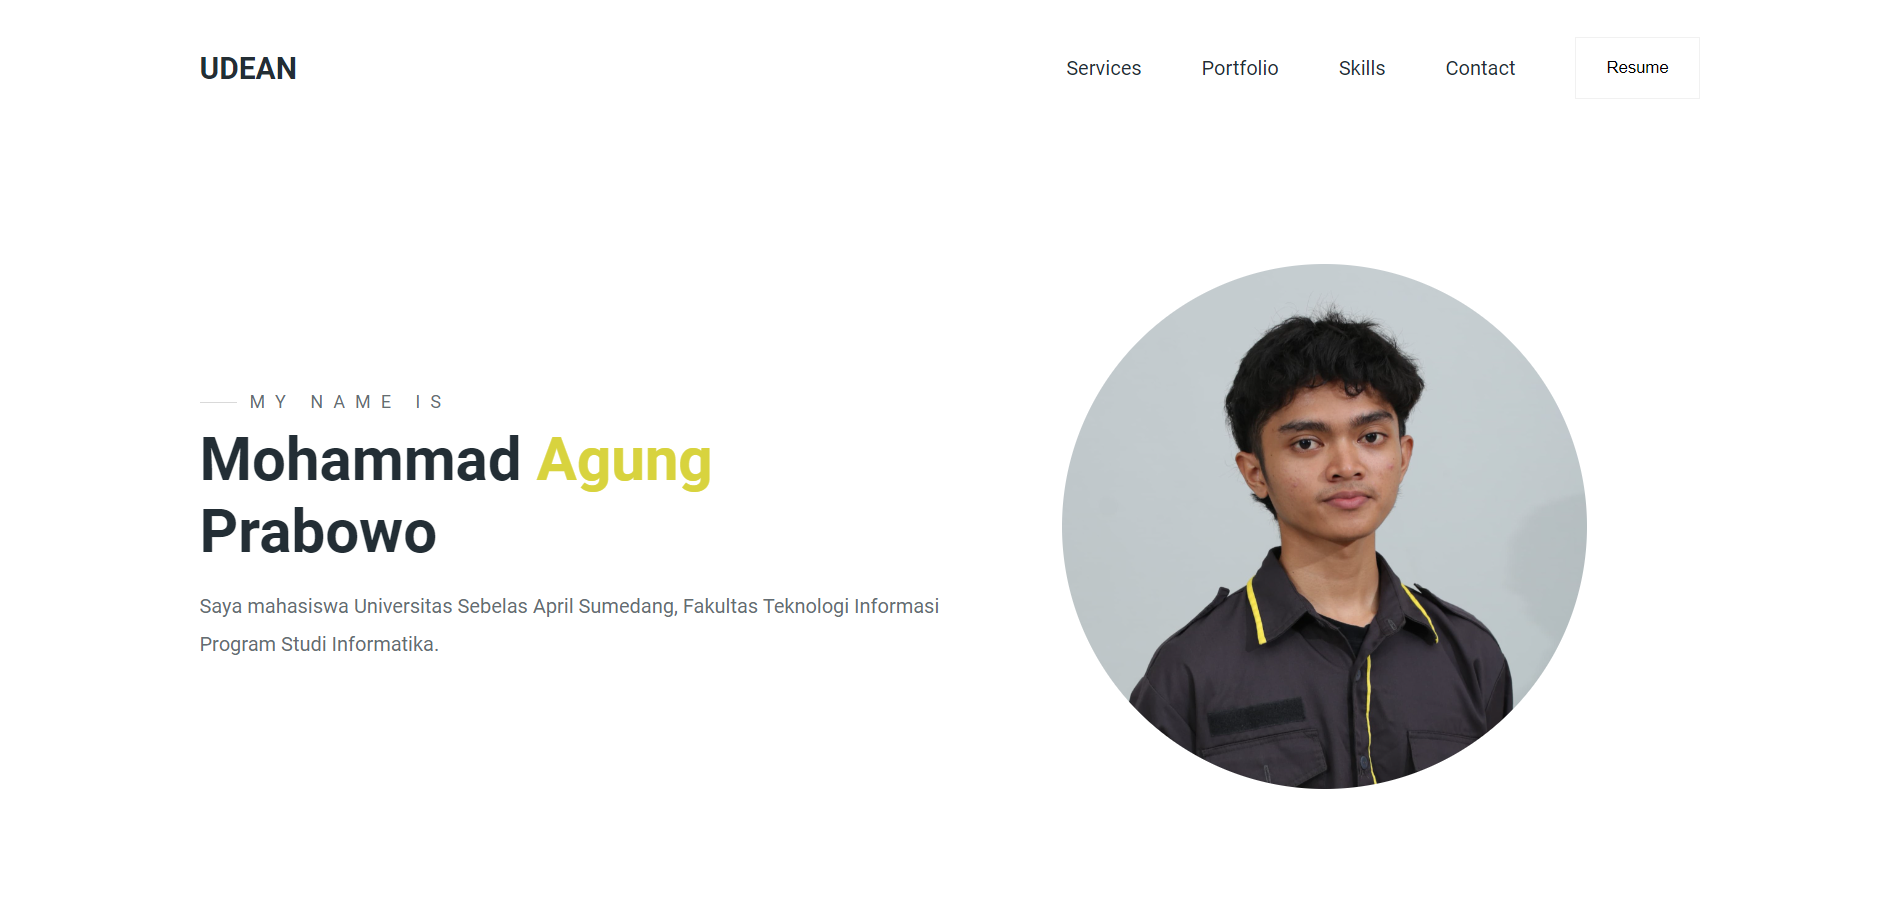 UDEAN
Services
Portfolio
Skills
Contact
Resume
MY NAME IS
Mohammad Agung
Prabowo
Saya mahasiswa Universitas Sebelas April Sumedang, Fakultas Teknologi Informasi
Program Studi Informatika.